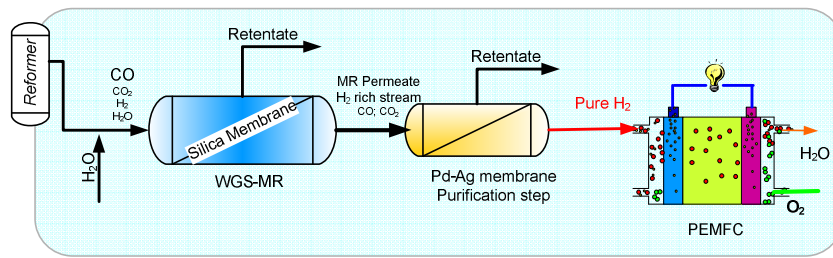 Reformer
CO
CO2
H2
H2O
H2O
Retentate
Silica Membrane
WGS-MR
MR Permeate
H2 rich stream
CO; CO2
Retentate
Pd-Ag membrane
Purification step
Pure H2
H2O
O2
PEMFC